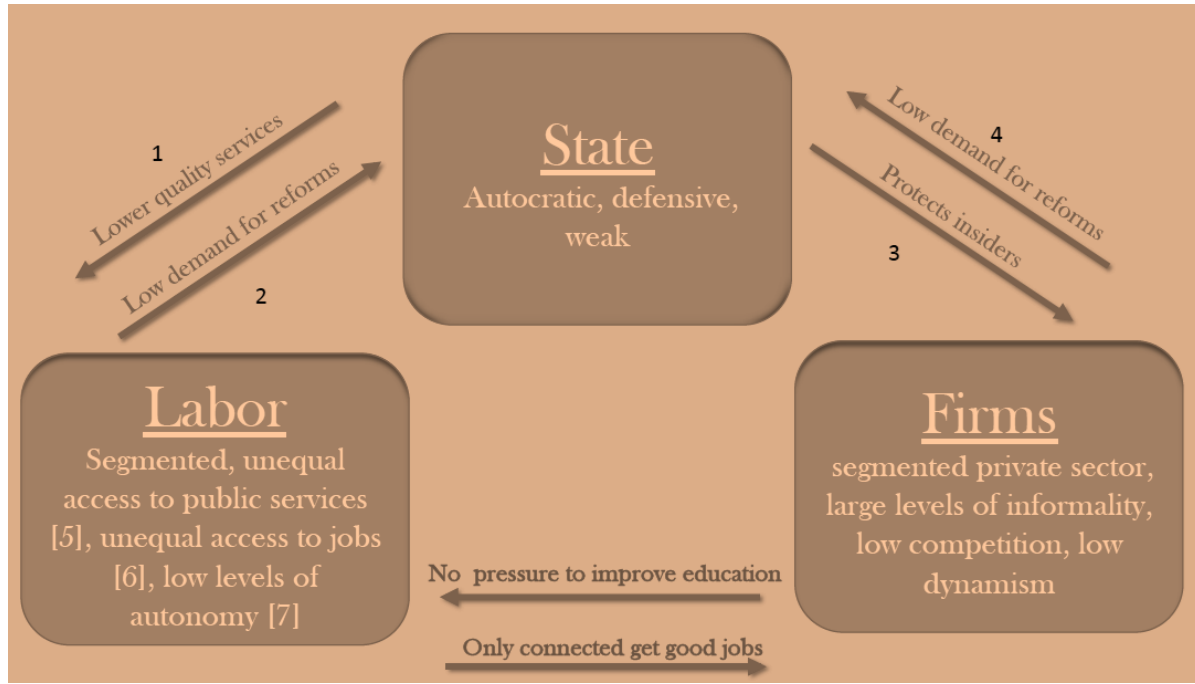 State
Autocratic, defensive,
weak
1
Lower quality services
Low demand for reforms
2
4
Low demand for reforms
Protects insiders
3
Labor
Segmented, unequal
access to public services
[5], unequal access to jobs
[6], low levels of
autonomy [7]
Firms
segmented private sector,
large levels of informality,
low competition, low
dynamism
No pressure to improve education
Only connected get good jobs